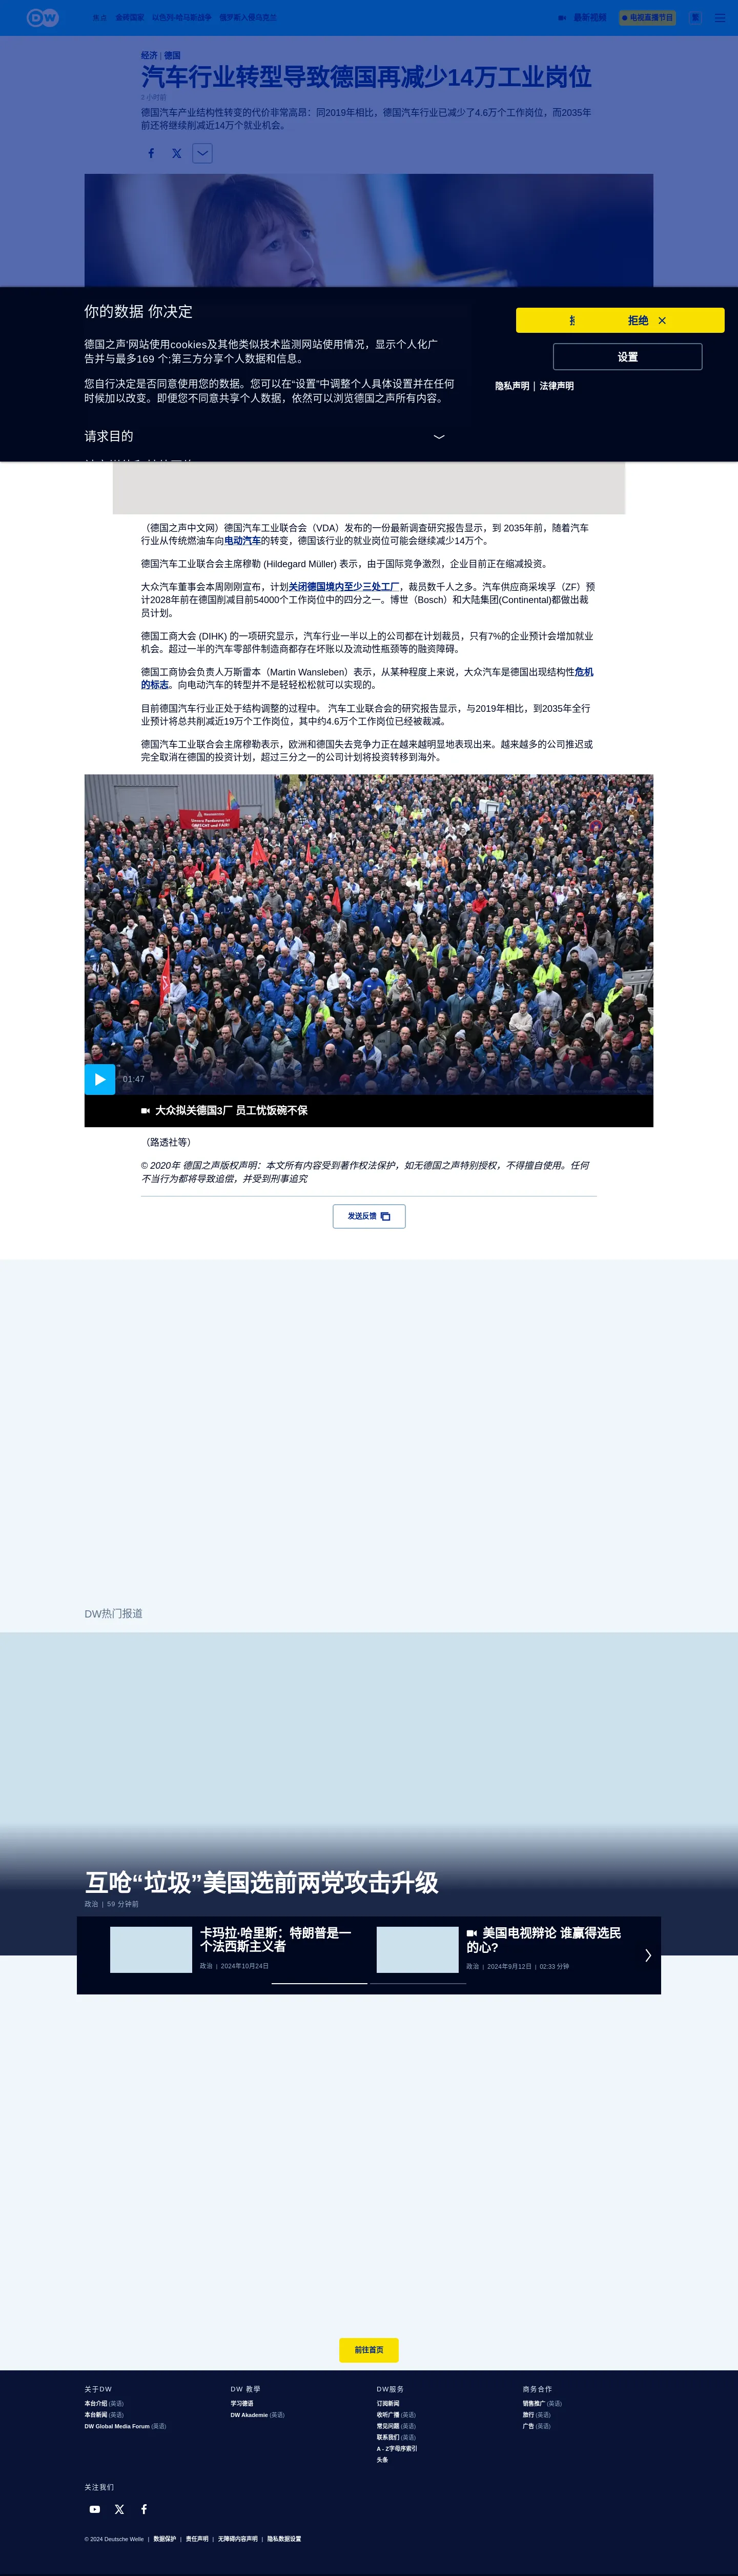 DW
热点 金砖国家 以色列-哈马斯战争 俄罗斯入侵乌克兰
最新视频
电视直播节目
繁
经济 | 德国
汽车行业转型导致德国再减少14万工业岗位
2 小时前
德国汽车产业结构性转变的代价非常高昂：同2019年相比，德国汽车行业已减少了4.6万个工作岗位，而2035年
前还将继续削减近14万个就业机会。
你的数据 你决定
德国之声'网站使用cookies及其他类似技术监测网站使用情况，显示个人化广
告并与最多169 个;第三方分享个人数据和信息。
您自行决定是否同意使用您的数据。您可以在“设置”中调整个人具体设置并在任何
时候加以改变。即便您不同意共享个人数据，依然可以浏览德国之声所有内容。
请求目的
拒绝
设置
隐私声明 | 法律声明
（德国之声中文网）德国汽车工业联合会（VDA）发布的一份最新调查研究报告显示，到 2035年前，随着汽车
行业从传统燃油车向电动汽车的转变，德国该行业的就业岗位可能会继续减少14万个。
德国汽车工业联合会主席穆勒 (Hildegard Müller) 表示，由于国际竞争激烈，企业目前正在缩减投资。
大众汽车董事会本周刚刚宣布，计划关闭德国境内至少三处工厂，裁员数千人之多。汽车供应商采埃孚（ZF）预
计2028年前在德国削减目前54000个工作岗位中的四分之一。博世（Bosch）和大陆集团(Continental)都做出裁
员计划。
德国工商大会 (DIHK) 的一项研究显示，汽车行业一半以上的公司都在计划裁员，只有7%的企业预计会增加就业
机会。超过一半的汽车零部件制造商都存在坏账以及流动性瓶颈等的融资障碍。
德国工商协会负责人万斯雷本（Martin Wansleben）表示，从某种程度上来说，大众汽车是德国出现结构性危机
的标志。向电动汽车的转型并不是轻轻松松就可以实现的。
目前德国汽车行业正处于结构调整的过程中。 汽车工业联合会的研究报告显示，与2019年相比，到2035年全行
业预计将总共削减近19万个工作岗位，其中约4.6万个工作岗位已经被裁减。
德国汽车工业联合会主席穆勒表示，欧洲和德国失去竞争力正在越来越明显地表现出来。越来越多的公司推迟或
完全取消在德国的投资计划，超过三分之一的公司计划将投资转移到海外。
01:47
大众拟关德国3厂 员工忧饭碗不保
（路透社等）
© 2020年 德国之声版权声明：本文所有内容受到著作权法保护，如无德国之声特别授权，不得擅自使用。任何
不当行为都将导致追偿，并受到刑事追究
发送反馈
DW热门报道
互呛“垃圾”美国选前两党攻击升级
政治 | 59 分钟前
卡玛拉·哈里斯：特朗普是一
个法西斯主义者
政治 | 2024年10月24日
美国电视辩论 谁赢得选民
的心?
政治 | 2024年9月12日 | 02:33 分钟
前往首页
关于DW
本台介绍 (英语)
本台新闻 (英语)
DW Global Media Forum (英语)
DW 教學
学习德语
DW Akademie (英语)
DW服务
订阅新闻
收听广播 (英语)
常见问题 (英语)
联系我们 (英语)
A - Z字母序索引
头条
商务合作
销售推广 (英语)
旅行 (英语)
广告 (英语)
关注我们
© 2024 Deutsche Welle | 数据保护 | 责任声明 | 无障碍内容声明 | 隐私数据设置